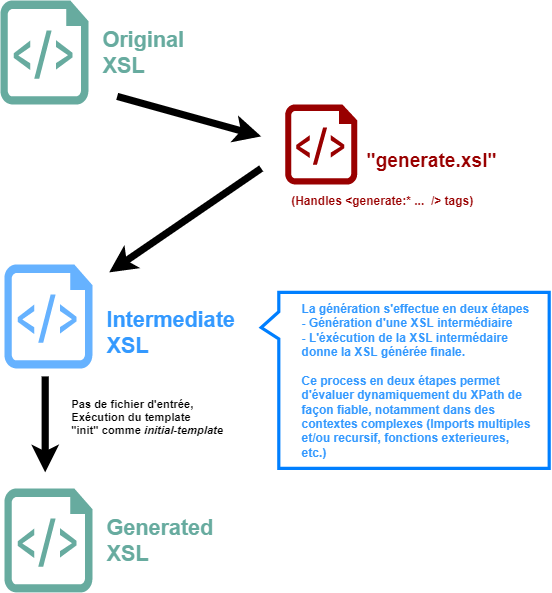 Original
XSL
</>
</>
"generate.xsl"
(Handles <generate:* ...  /> tags)
</>
Intermediate
XSL
La génération s'effectue en deux étapes
- Génération d'une XSL intermédiaire
- L'éxécution de la XSL intermédaire
donne la XSL générée finale.
Ce process en deux étapes permet
d'évaluer dynamiquement du XPath de
façon fiable, notamment dans des
contextes complexes (Imports multiples
et/ou recursif, fonctions exterieures,
etc.)
Pas de fichier d'entrée,
Exécution du template
"init" comme initial-template
</>
Generated
XSL